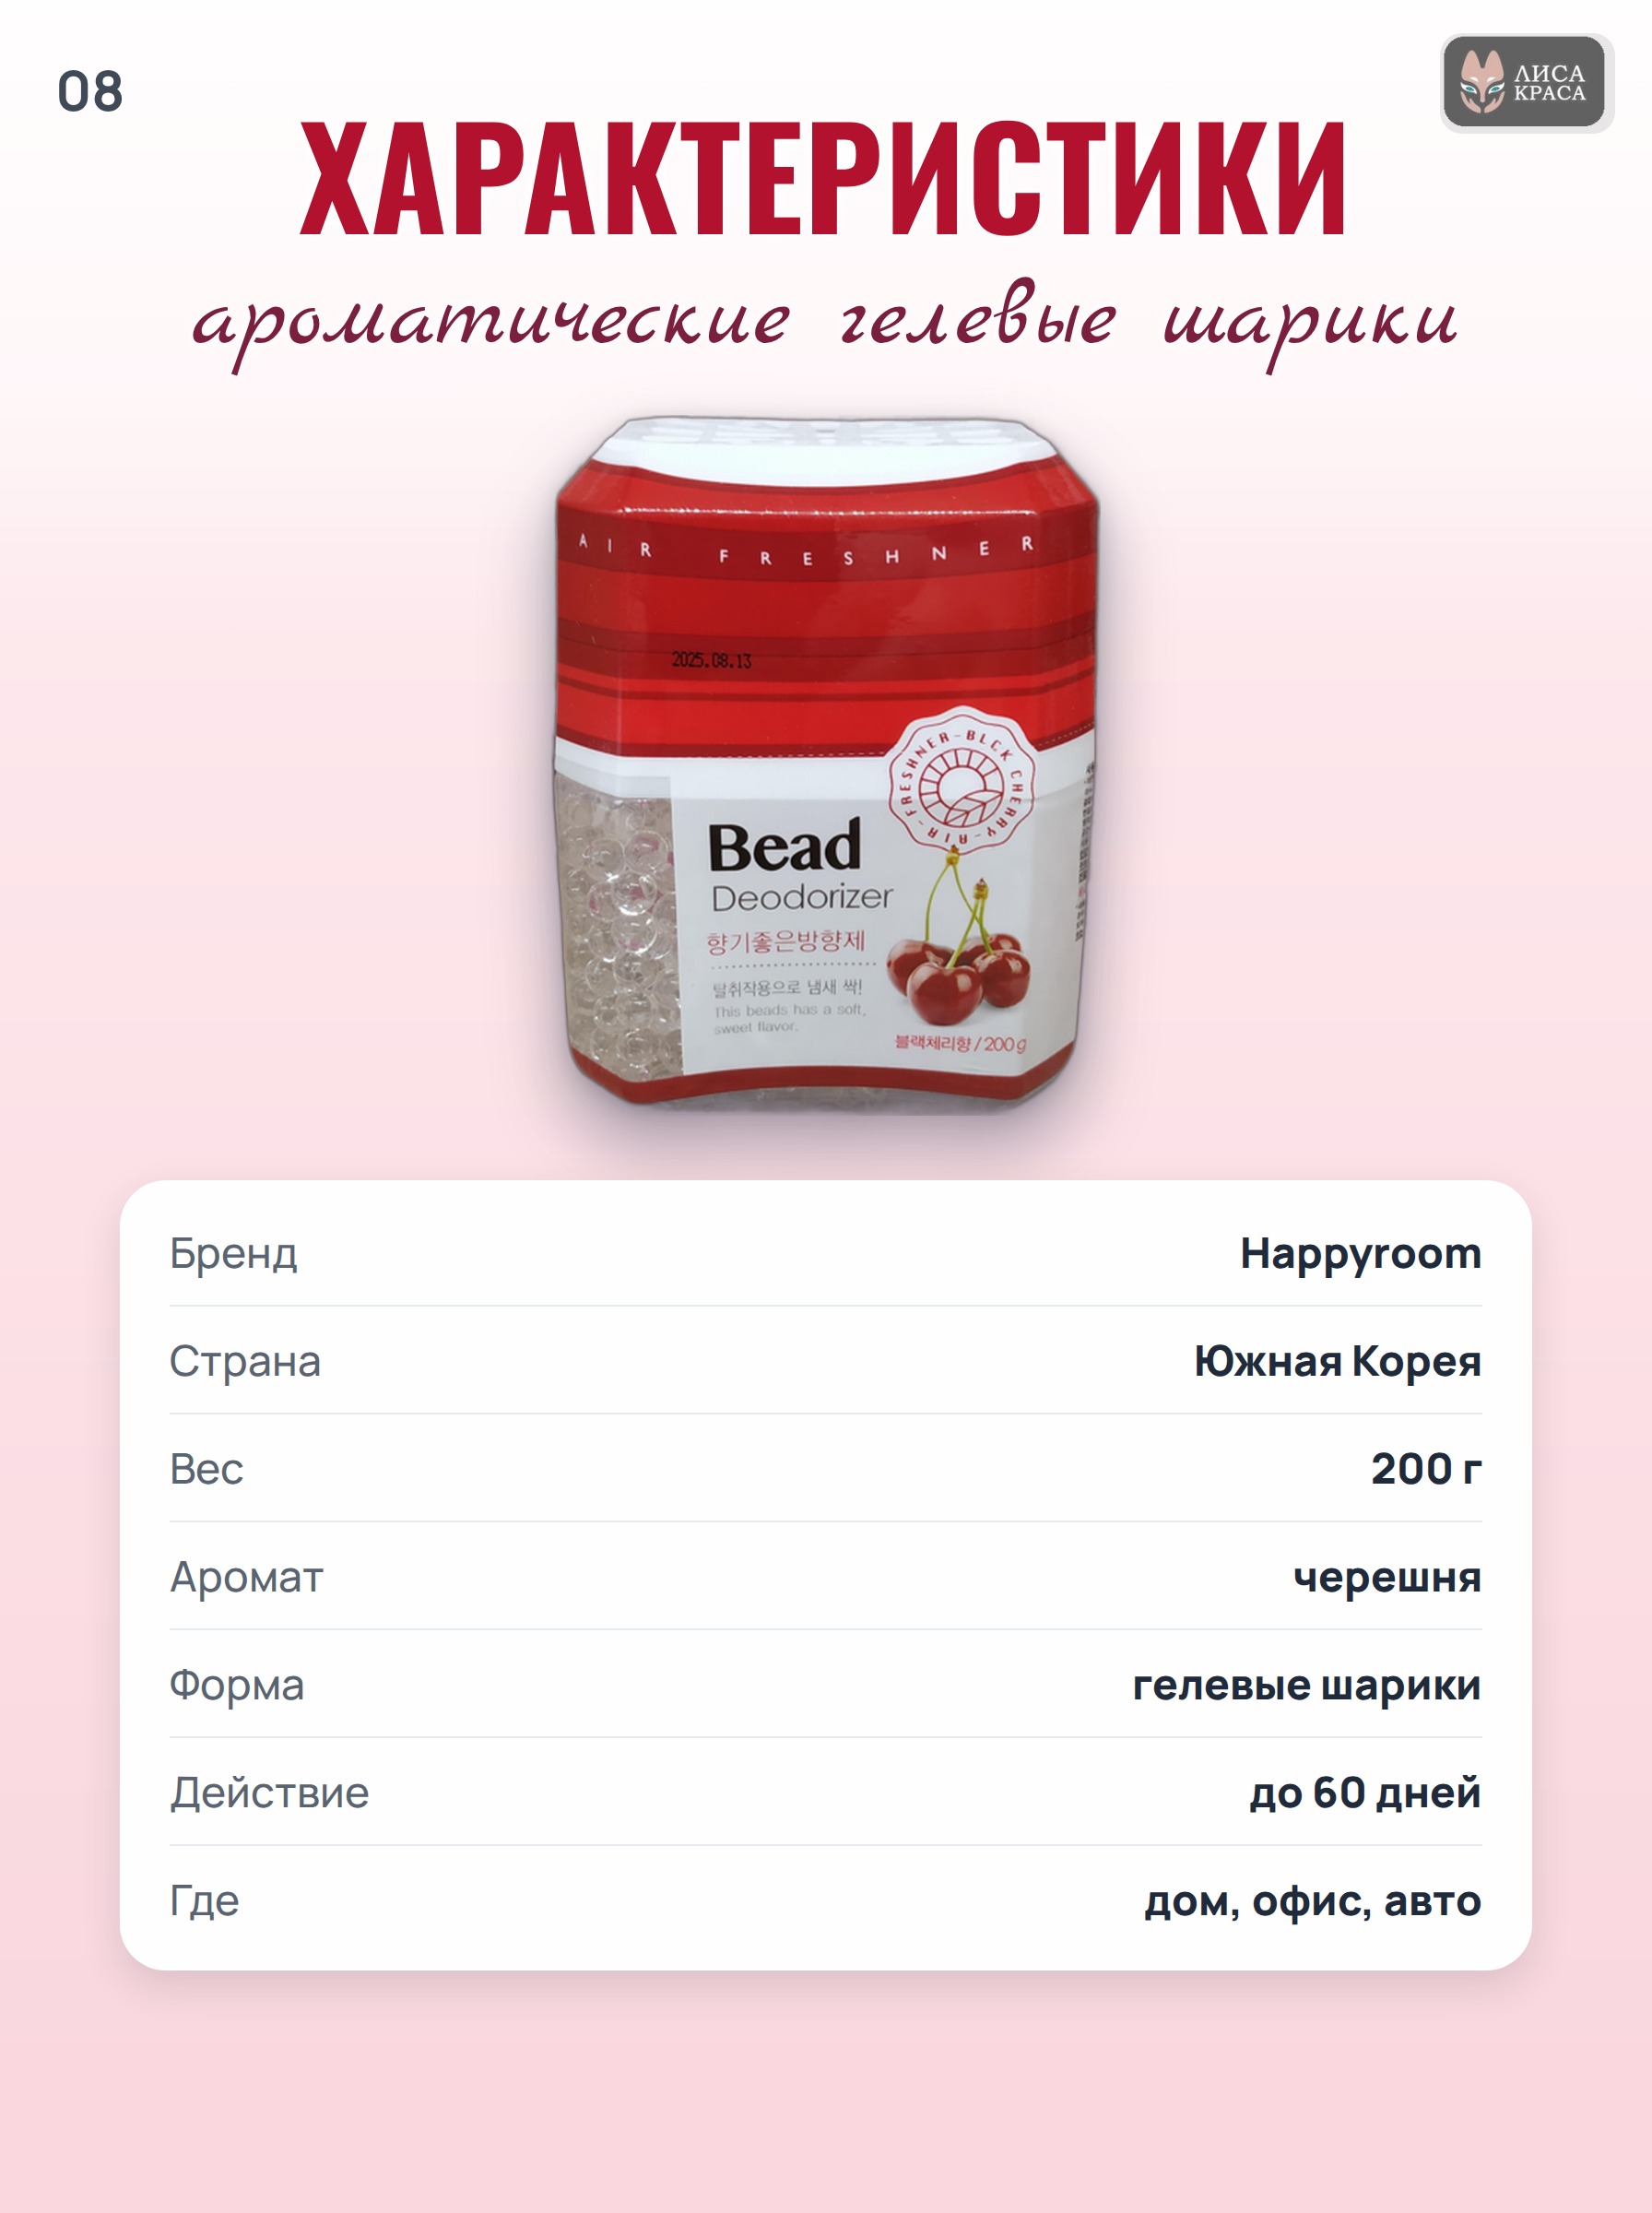 08
ЛИСА
КРАСА
ХАРАКТЕРИСТИКИ
ароматические гелевые шарики
AIR FRESHNER
2025.08.13
AIR-FRESHNER-BLCK CHERRY-
Bead
Deodorizer
향기좋은방향제
탈취작용으로 냄새 싹!
This beads has a soft,
sweet flavor.
블랙체리향/200g
Бренд Happyroom
Страна Южная Корея
Вес 200 г
Аромат черешня
Форма гелевые шарики
Действие до 60 дней
Где дом, офис, авто